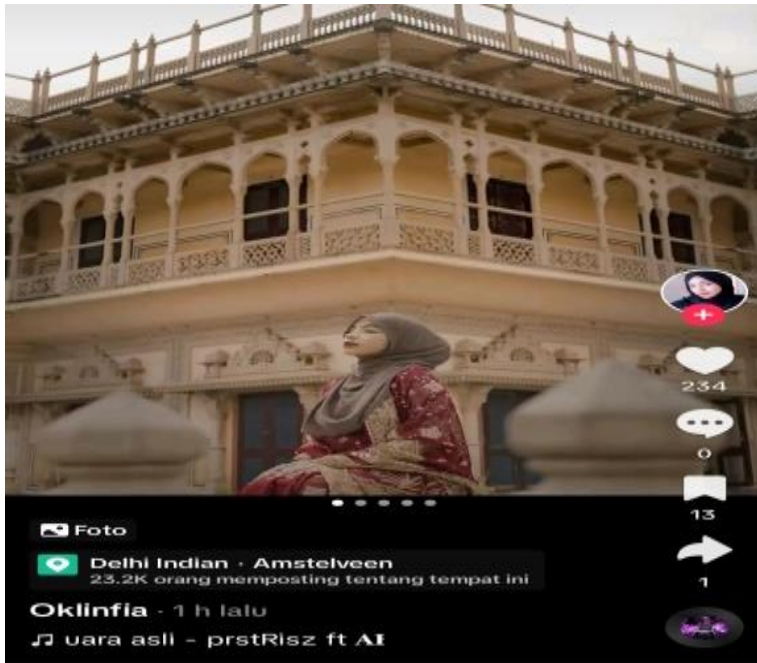 234
0
13
1
Foto
Delhi Indian · Amstelveen
23.2K orang memposting tentang tempat ini
Oklinfia · 1 h lalu
uara asli - prstRisz ft AI